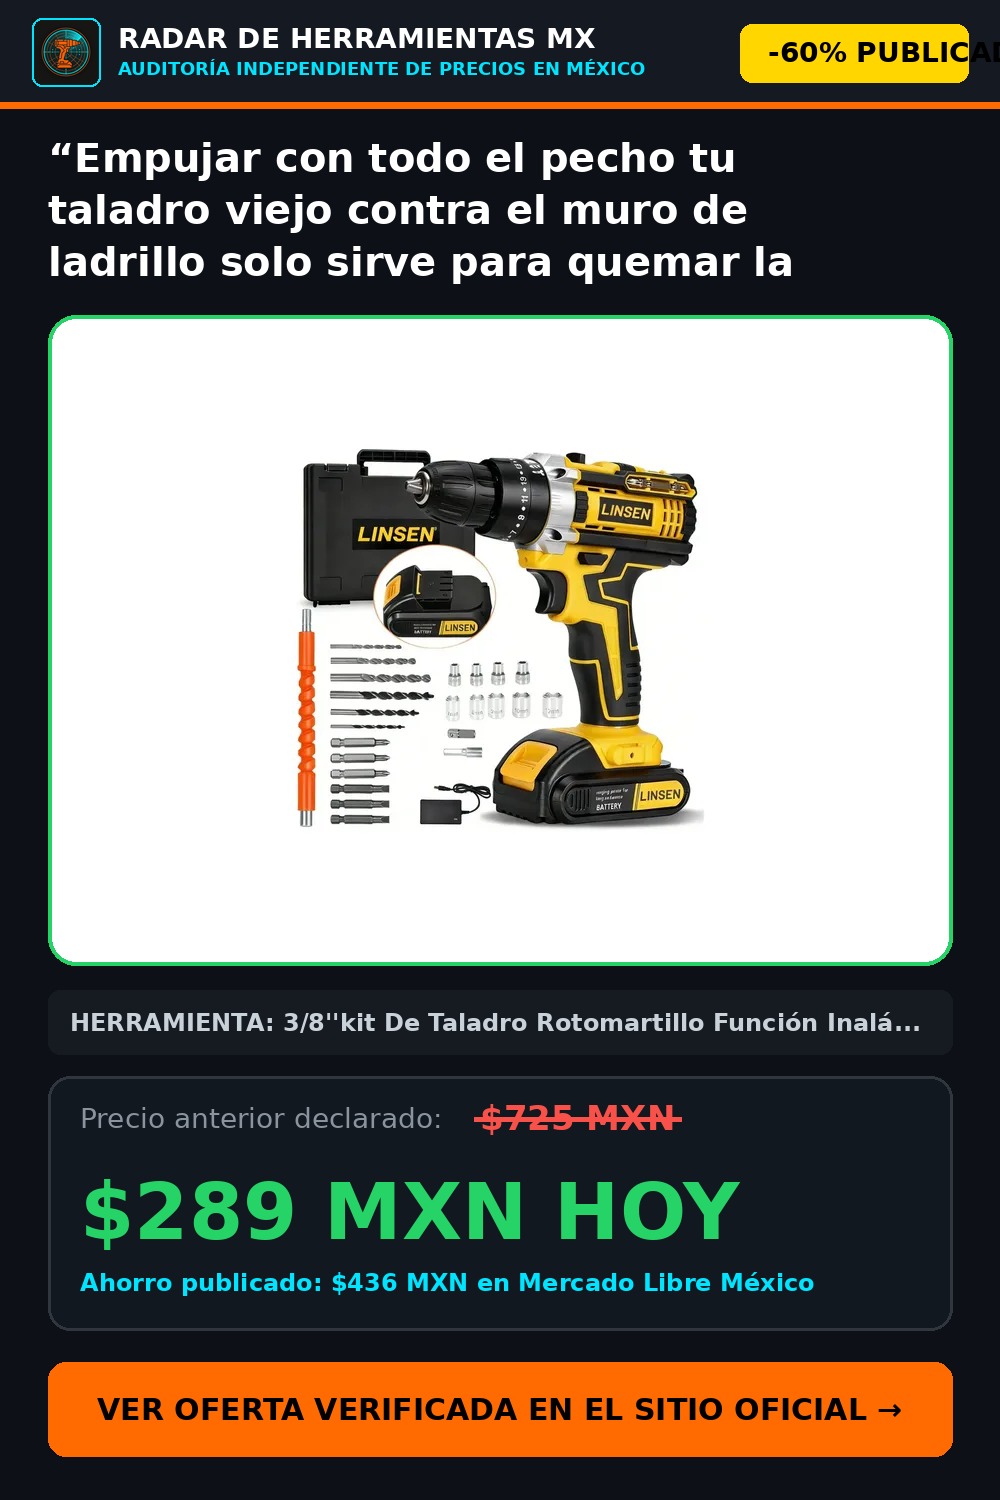 RADAR DE HERRAMIENTAS MX
AUDITORÍA INDEPENDIENTE DE PRECIOS EN MÉXICO
-60% PUBLICA
“Empujar con todo el pecho tu
taladro viejo contra el muro de
ladrillo solo sirve para quemar la
LINSEN
LINSEN
LINSEN
BATTERY
LINSEN
BATTERY
HERRAMIENTA: 3/8''kit De Taladro Rotomartillo Función Inalá...
Precio anterior declarado: $725 MXN
$289 MXN HOY
Ahorro publicado: $436 MXN en Mercado Libre México
VER OFERTA VERIFICADA EN EL SITIO OFICIAL →